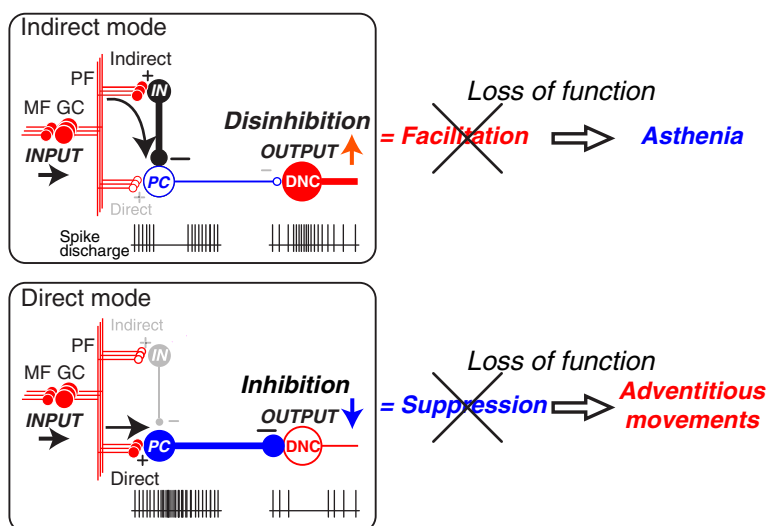 Indirect mode
Indirect
PF
+
IN
MF GC
INPUT
Disinhibition
OUTPUT
= Facilitation
Loss of function
Asthenia
PC
−
−
DNC
+
Direct
Spike
discharge
Direct mode
Indirect
PF
+
IN
MF GC
INPUT
Inhibition
OUTPUT
= Suppression
Loss of function
Adventitious
movements
−
−
PC
DNC
+
Direct